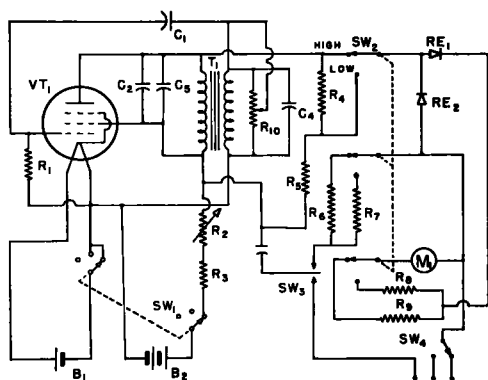 C₁
HIGH
SW₂
RE₁
VT₁
C₂
C₅
T₁
LOW
R₄
C₄
RE₂
R₁₀
R₁
R₅
R₆
R₇
R₂
M₁
SW₃
R₈
R₃
R₉
SW₁
SW₄
B₁
B₂